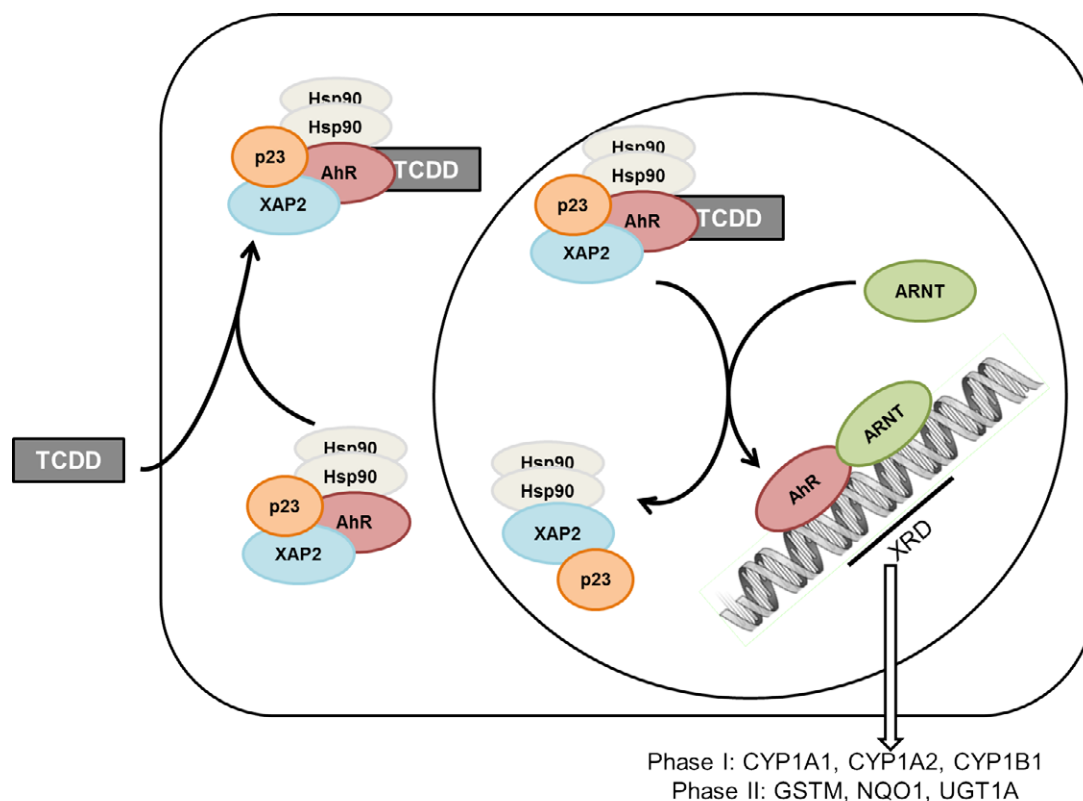 Hsp90
Hsp90
p23
AhR
TCDD
XAP2
Hsp90
Hsp90
p23
AhR
TCDD
XAP2
ARNT
TCDD
Hsp90
Hsp90
p23
AhR
XAP2
Hsp90
Hsp90
XAP2
p23
ARNT
AhR
XRD
Phase I: CYP1A1, CYP1A2, CYP1B1
Phase II: GSTM, NQO1, UGT1A